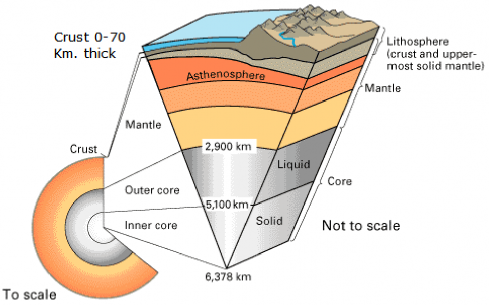 Crust 0-70
Km. thick
Lithosphere
(crust and upper-
most solid mantle)
Asthenosphere
Mantle
Mantle
2,900 km
Crust
Liquid
Core
Outer core
5,100 km
Inner core
Solid
Not to scale
6,378 km
To scale